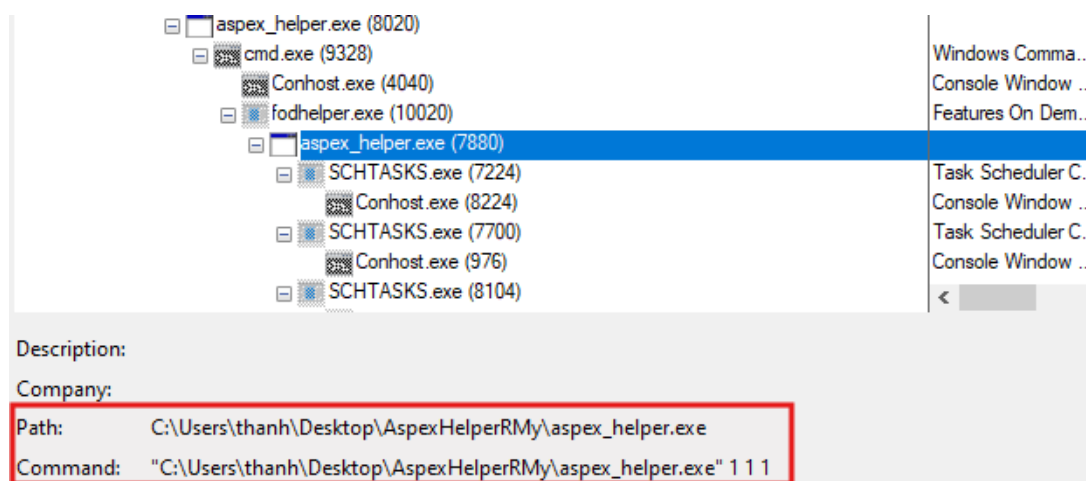 aspex_helper.exe (8020)
cmd.exe (9328) Windows Comma..
Conhost.exe (4040) Console Window ..
fodhelper.exe (10020) Features On Dem..
aspex_helper.exe (7880)
SCHTASKS.exe (7224) Task Scheduler C.
Conhost.exe (8224) Console Window ..
SCHTASKS.exe (7700) Task Scheduler C.
Conhost.exe (976) Console Window ..
SCHTASKS.exe (8104)
Description:
Company:
Path: C:\Users\thanh\Desktop\AspexHelperRMy\aspex_helper.exe
Command: "C:\Users\thanh\Desktop\AspexHelperRMy\aspex_helper.exe" 1 1 1